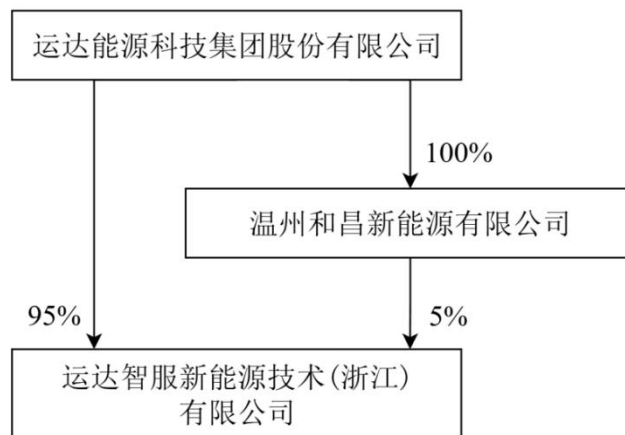 运达能源科技集团股份有限公司
100%
温州和昌新能源有限公司
95%
5%
运达智服新能源技术(浙江)
有限公司